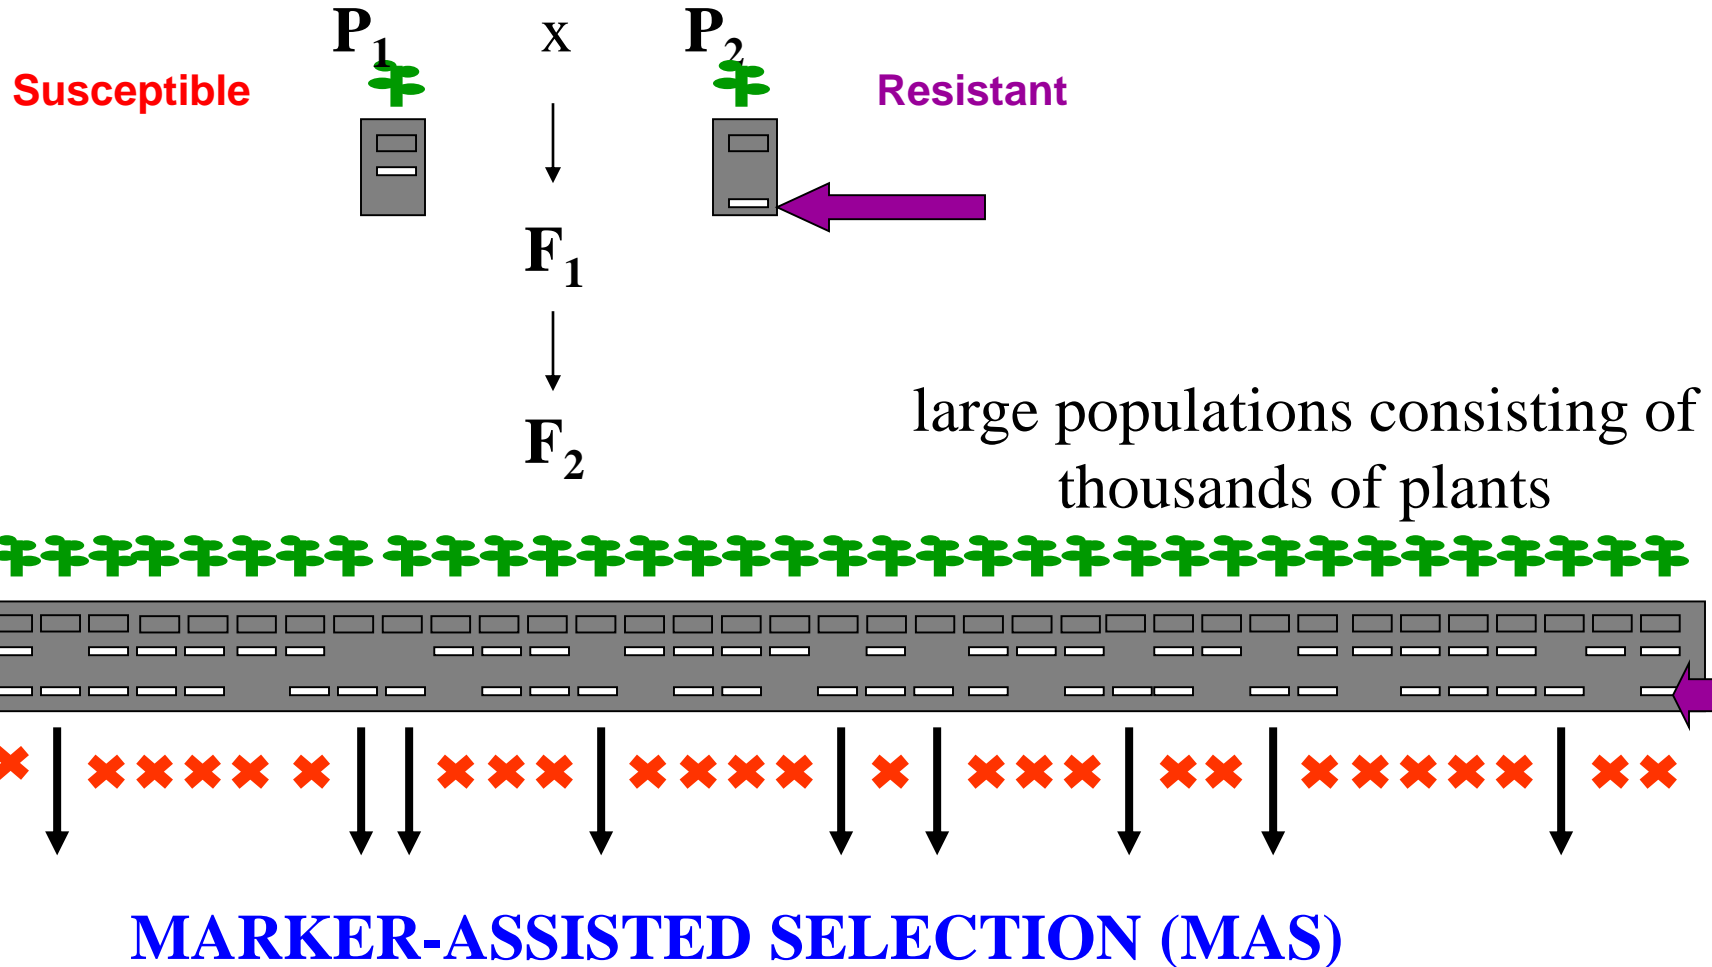 P₁ x P₂
Susceptible Resistant
F₁
F₂
large populations consisting of
thousands of plants
MARKER-ASSISTED SELECTION (MAS)